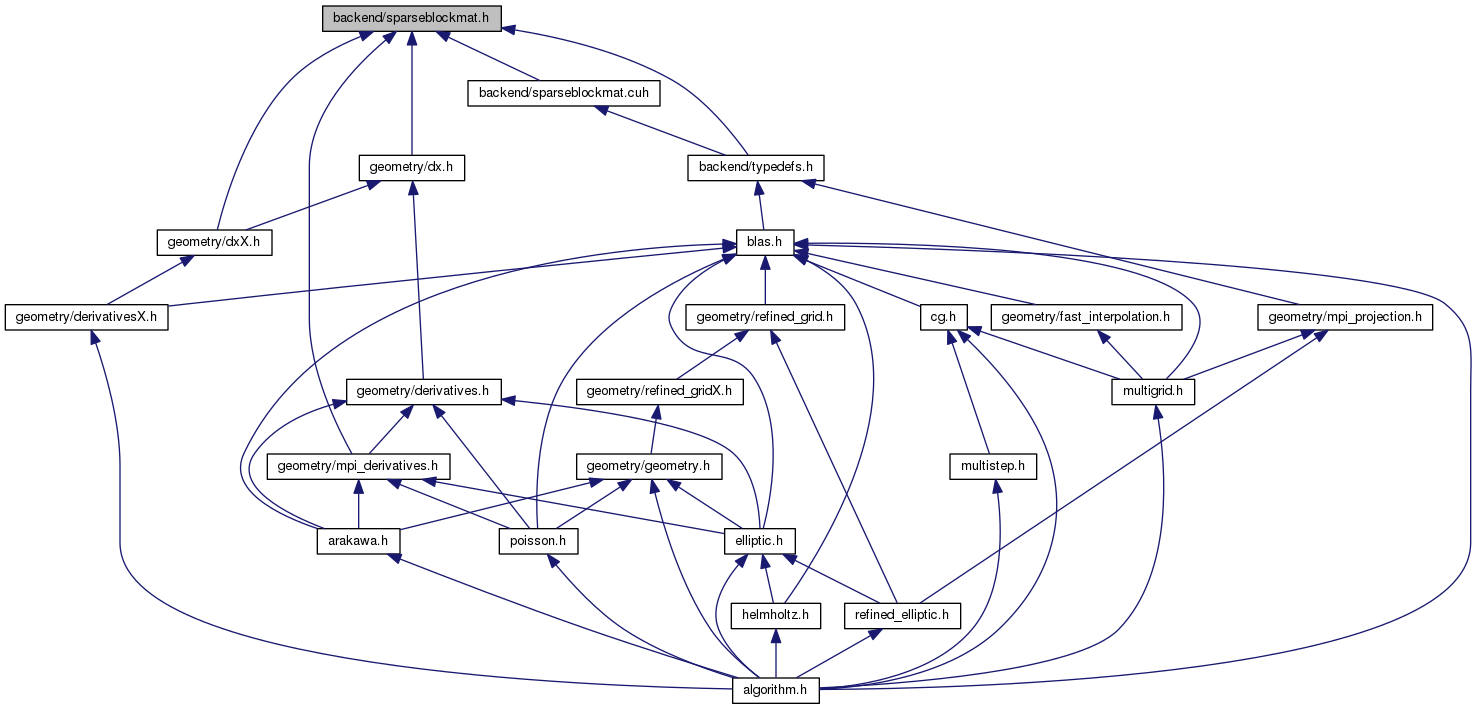 backend/sparseblockmat.h
backend/sparseblockmat.cuh
geometry/dx.h
backend/typedefs.h
geometry/dxX.h
blas.h
geometry/derivativesX.h
geometry/refined_grid.h
cg.h
geometry/fast_interpolation.h
geometry/mpi_projection.h
geometry/derivatives.h
geometry/refined_gridX.h
multigrid.h
geometry/mpi_derivatives.h
geometry/geometry.h
multistep.h
arakawa.h
poisson.h
elliptic.h
helmholtz.h
refined_elliptic.h
algorithm.h